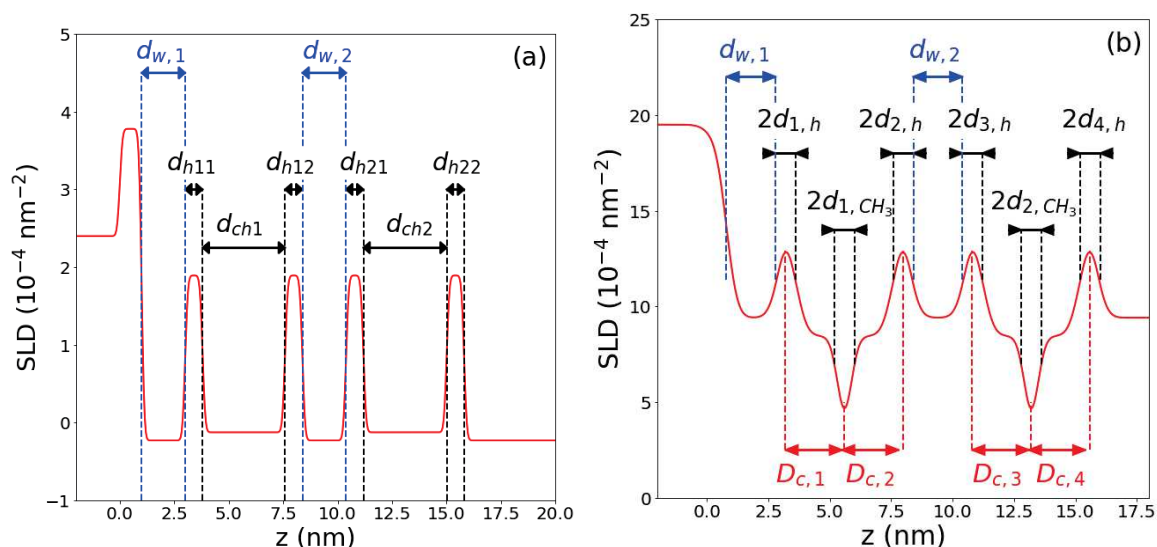 (a)
d_{w,1}
d_{w,2}
d_{h11}
d_{h12}
d_{h21}
d_{h22}
d_{ch1}
d_{ch2}
5
4
3
2
1
0
−1
SLD (10^{-4} nm^{-2})
0.0 2.5 5.0 7.5 10.0 12.5 15.0 17.5 20.0
z (nm)
(b)
d_{w,1}
d_{w,2}
2d_{1,h}
2d_{2,h}
2d_{3,h}
2d_{4,h}
2d_{1,CH_3}
2d_{2,CH_3}
D_{c,1}
D_{c,2}
D_{c,3}
D_{c,4}
25
20
15
10
5
0
SLD (10^{-4} nm^{-2})
0.0 2.5 5.0 7.5 10.0 12.5 15.0 17.5
z (nm)